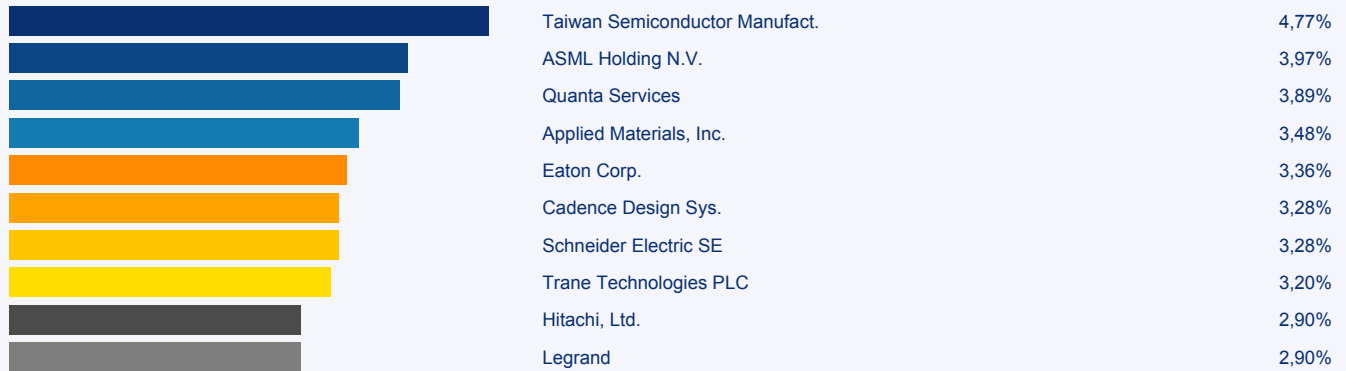 Taiwan Semiconductor Manufact. 4,77%
ASML Holding N.V. 3,97%
Quanta Services 3,89%
Applied Materials, Inc. 3,48%
Eaton Corp. 3,36%
Cadence Design Sys. 3,28%
Schneider Electric SE 3,28%
Trane Technologies PLC 3,20%
Hitachi, Ltd. 2,90%
Legrand 2,90%